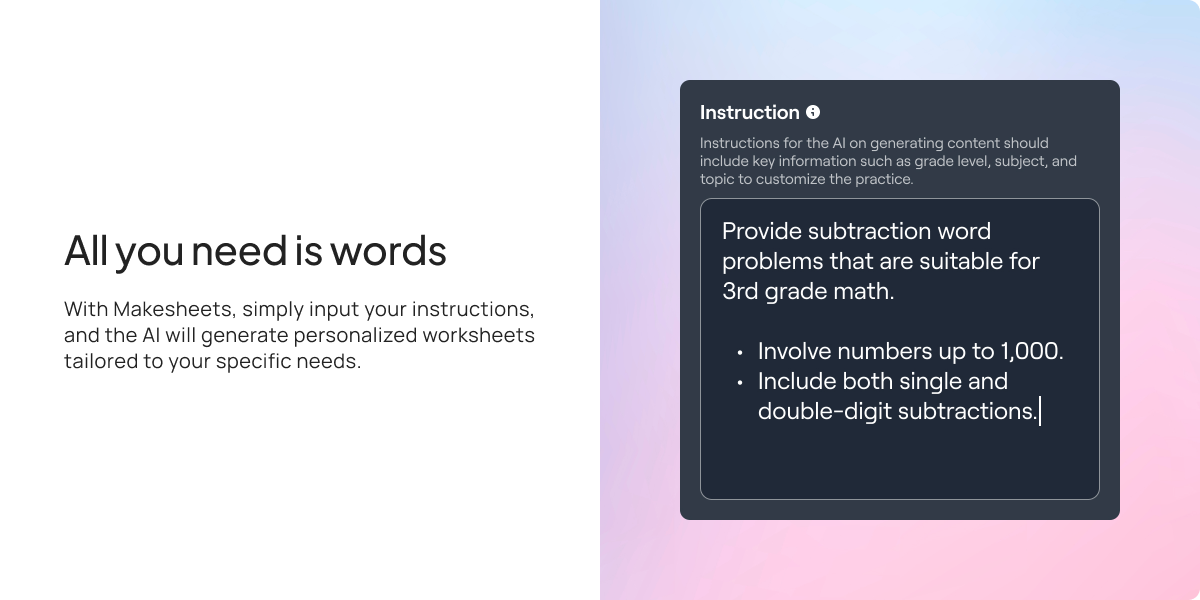 All you need is words
With Makesheets, simply input your instructions,
and the AI will generate personalized worksheets
tailored to your specific needs.
Instruction
Instructions for the AI on generating content should
include key information such as grade level, subject, and
topic to customize the practice.
Provide subtraction word
problems that are suitable for
3rd grade math.
• Involve numbers up to 1,000.
• Include both single and
double-digit subtractions.